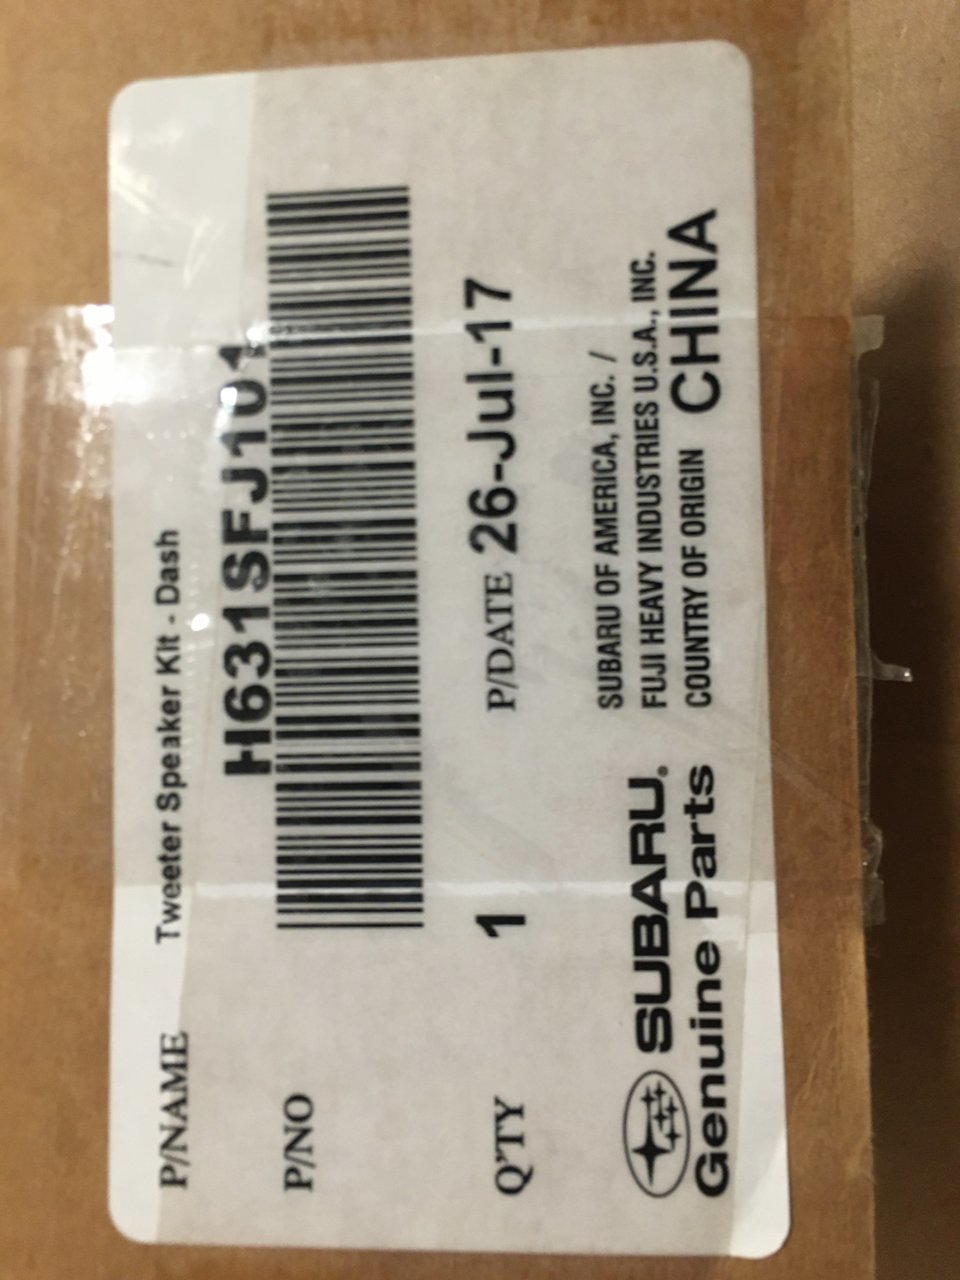 P/NAME Tweeter Speaker Kit - Dash
P/NO H631SFJ101
Q'TY 1 P/DATE 26-Jul-17
SUBARU OF AMERICA, INC. /
FUJI HEAVY INDUSTRIES U.S.A., INC.
COUNTRY OF ORIGIN CHINA
SUBARU®
Genuine Parts